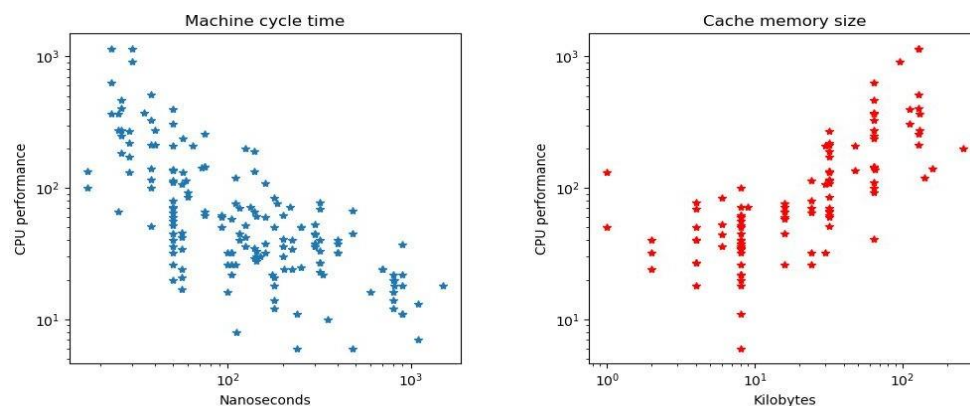 Machine cycle time
CPU performance
10³
10²
10¹
10²
10³
Nanoseconds
Cache memory size
CPU performance
10³
10²
10¹
10⁰
10¹
10²
Kilobytes